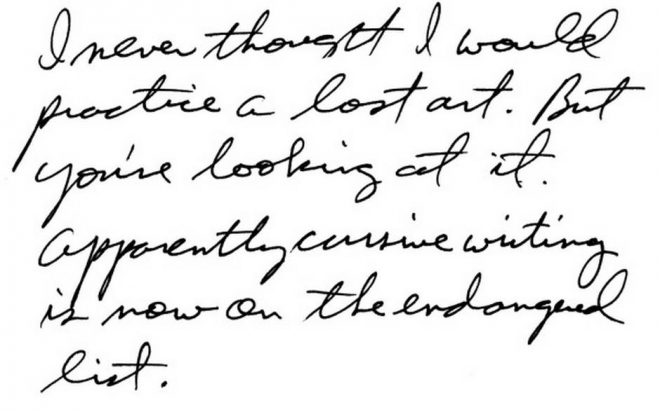 I never thought I would
practice a lost art. But
you're looking at it.
Apparently cursive writing
is now on the endangered
list.